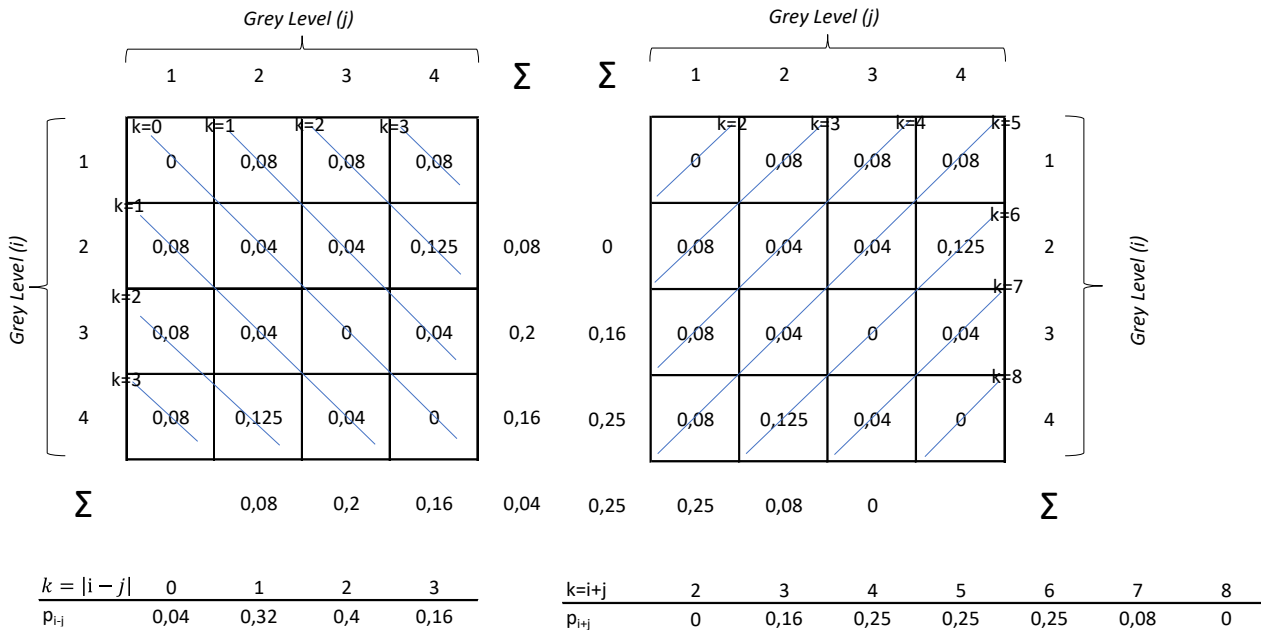 Grey Level (j) Grey Level (j)
1 2 3 4 Σ Σ 1 2 3 4
k=0 k=1 k=2 k=3 k=2 k=3 k=4 k=5
1 0 0,08 0,08 0,08 0 0,08 0,08 0,08 1
k=1 k=6
2 0,08 0,04 0,04 0,125 0,08 0 0,08 0,04 0,04 0,125 2
Grey Level (i) Grey Level (i)
k=2 k=7
3 0,08 0,04 0 0,04 0,2 0,16 0,08 0,04 0 0,04 3
k=3 k=8
4 0,08 0,125 0,04 0 0,16 0,25 0,08 0,125 0,04 0 4
Σ 0,08 0,2 0,16 0,04 0,25 0,25 0,08 0 Σ
k = |i − j| 0 1 2 3 k=i+j 2 3 4 5 6 7 8
pi-j 0,04 0,32 0,4 0,16 pi+j 0 0,16 0,25 0,25 0,25 0,08 0